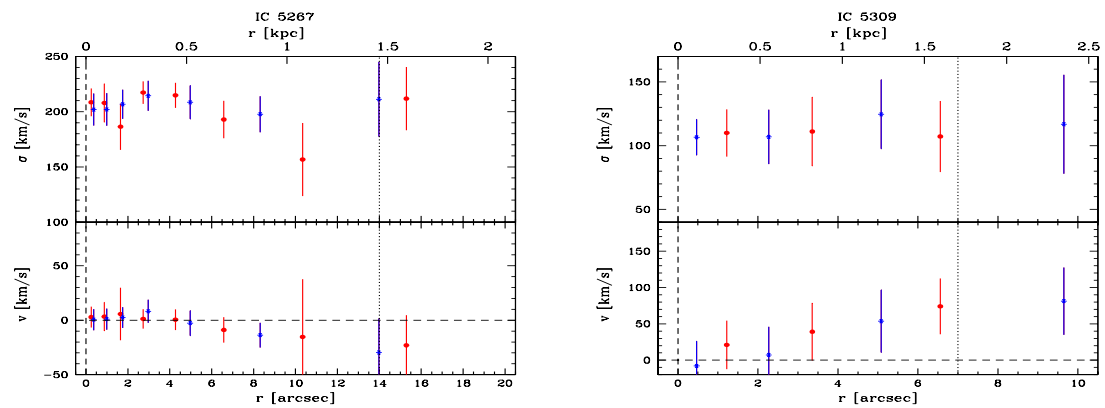 IC 5267
r [kpc]
0 0.5 1 1.5 2
250
200
150
100
σ [km/s]
50
0
−50
v [km/s]
0 2 4 6 8 10 12 14 16 18 20
r [arcsec]
IC 5309
r [kpc]
0 0.5 1 1.5 2 2.5
150
100
50
σ [km/s]
150
100
50
0
v [km/s]
0 2 4 6 8 10
r [arcsec]